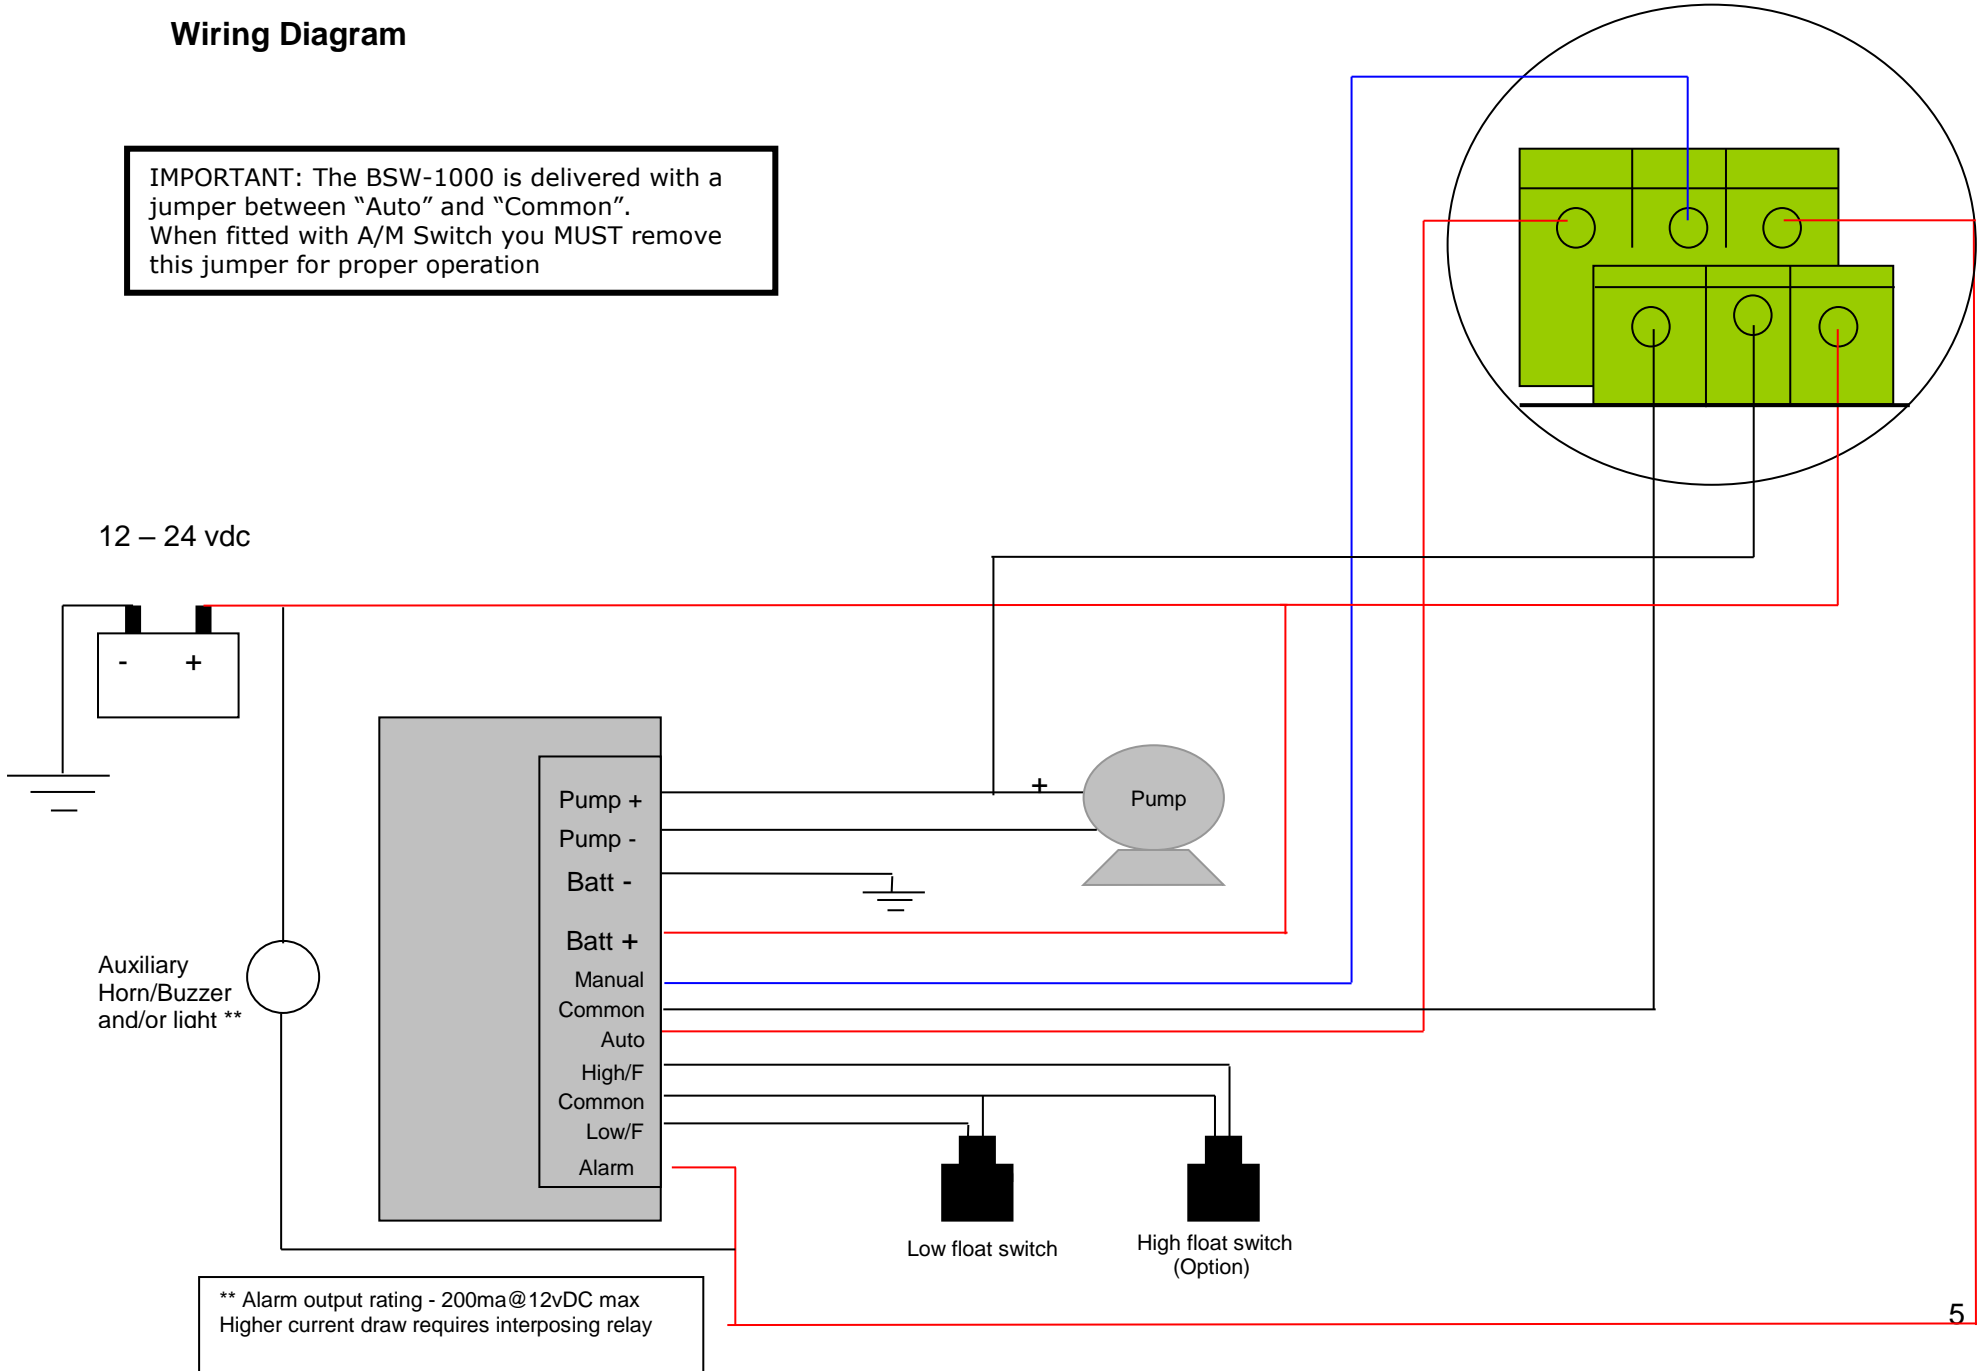 Wiring Diagram
IMPORTANT: The BSW-1000 is delivered with a
jumper between “Auto” and “Common”.
When fitted with A/M Switch you MUST remove
this jumper for proper operation
12 – 24 vdc
- +
Pump +
Pump -
Batt -
Batt +
Manual
Common
Auto
High/F
Common
Low/F
Alarm
+
Pump
Auxiliary
Horn/Buzzer
and/or light **
Low float switch
High float switch
(Option)
** Alarm output rating - 200ma@12vDC max
Higher current draw requires interposing relay
5